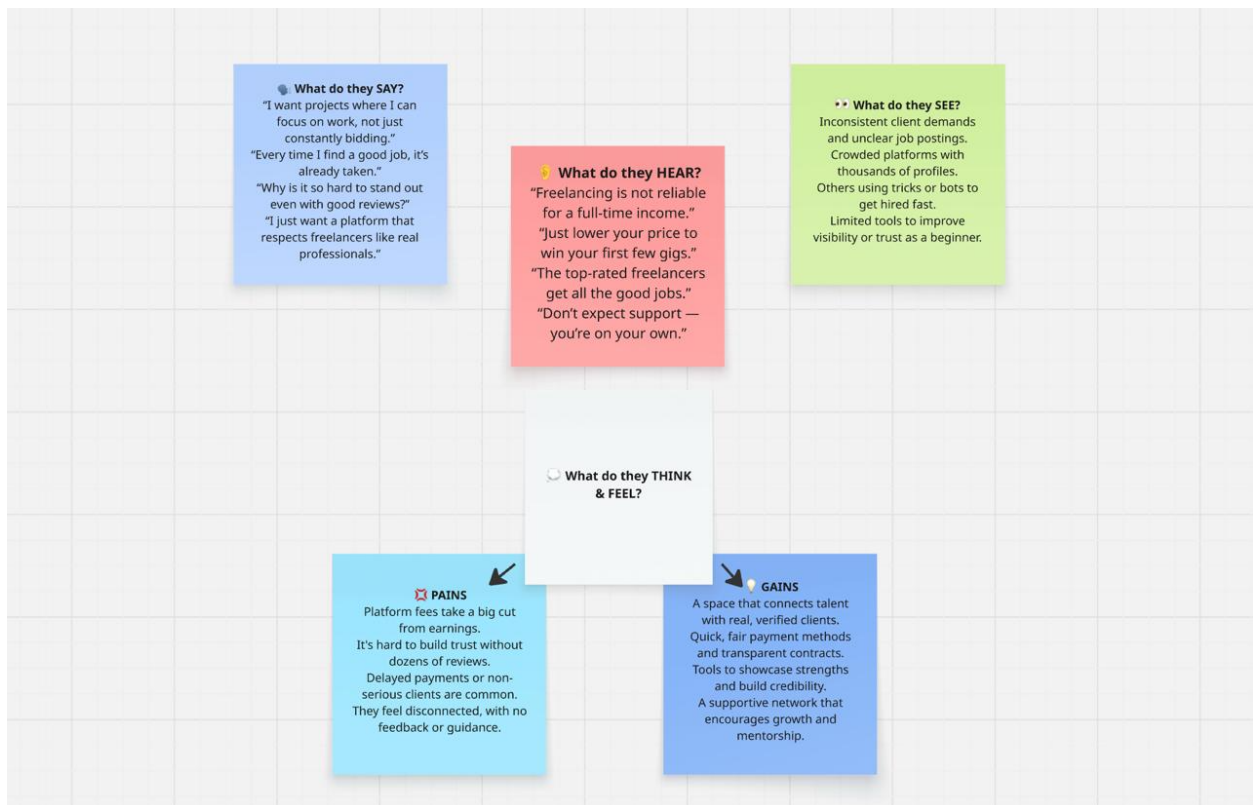 🗣️ What do they SAY?
“I want projects where I can
focus on work, not just
constantly bidding.”
“Every time I find a good job, it’s
already taken.”
“Why is it so hard to stand out
even with good reviews?”
“I just want a platform that
respects freelancers like real
professionals.”
👂 What do they HEAR?
“Freelancing is not reliable
for a full-time income.”
“Just lower your price to
win your first few gigs.”
“The top-rated freelancers
get all the good jobs.”
“Don’t expect support —
you’re on your own.”
👀 What do they SEE?
Inconsistent client demands
and unclear job postings.
Crowded platforms with
thousands of profiles.
Others using tricks or bots to
get hired fast.
Limited tools to improve
visibility or trust as a beginner.
💭 What do they THINK
& FEEL?
💢 PAINS
Platform fees take a big cut
from earnings.
It's hard to build trust without
dozens of reviews.
Delayed payments or non-
serious clients are common.
They feel disconnected, with no
feedback or guidance.
💡 GAINS
A space that connects talent
with real, verified clients.
Quick, fair payment methods
and transparent contracts.
Tools to showcase strengths
and build credibility.
A supportive network that
encourages growth and
mentorship.